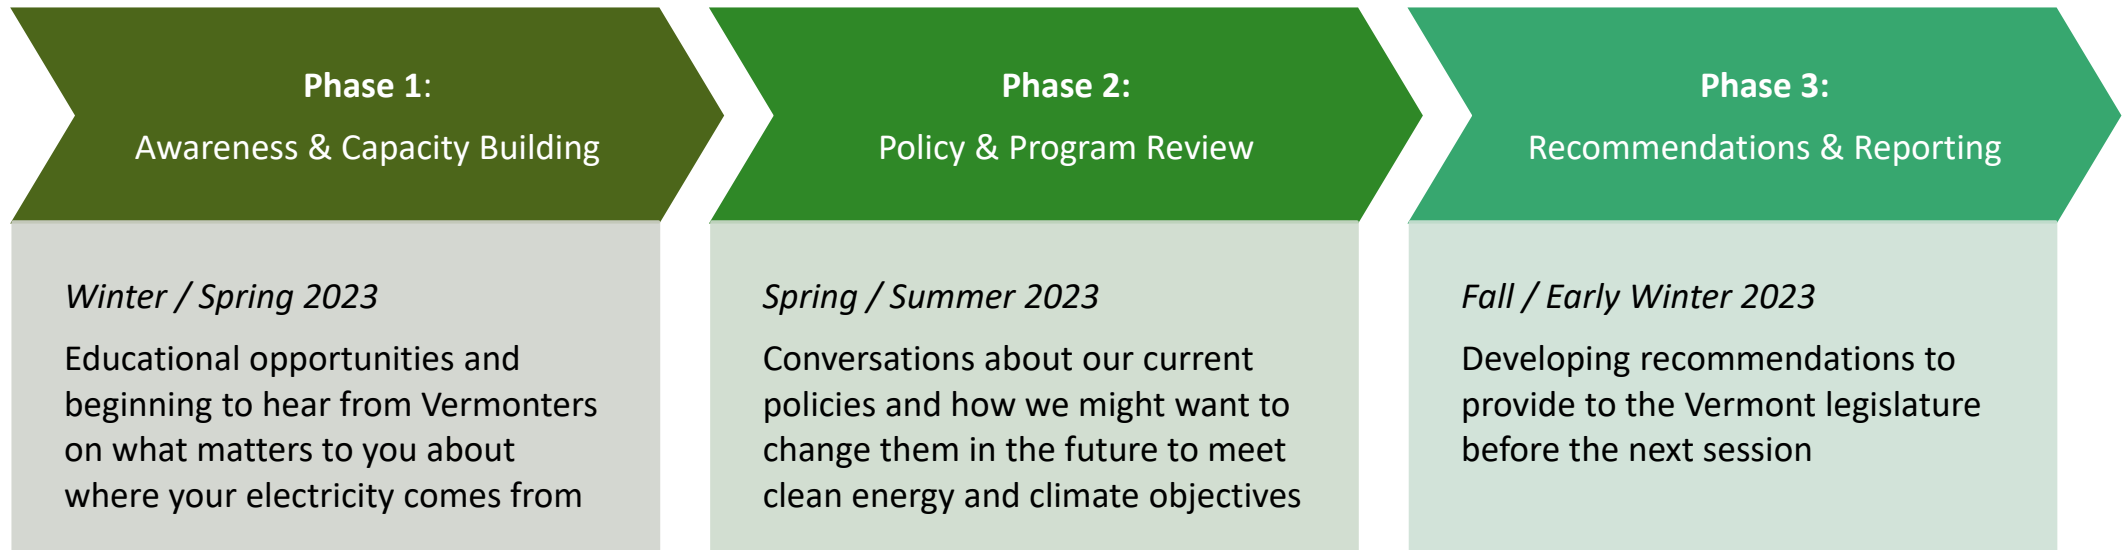 Phase 1:
Awareness & Capacity Building
Winter / Spring 2023
Educational opportunities and
beginning to hear from Vermonters
on what matters to you about
where your electricity comes from
Phase 2:
Policy & Program Review
Spring / Summer 2023
Conversations about our current
policies and how we might want to
change them in the future to meet
clean energy and climate objectives
Phase 3:
Recommendations & Reporting
Fall / Early Winter 2023
Developing recommendations to
provide to the Vermont legislature
before the next session